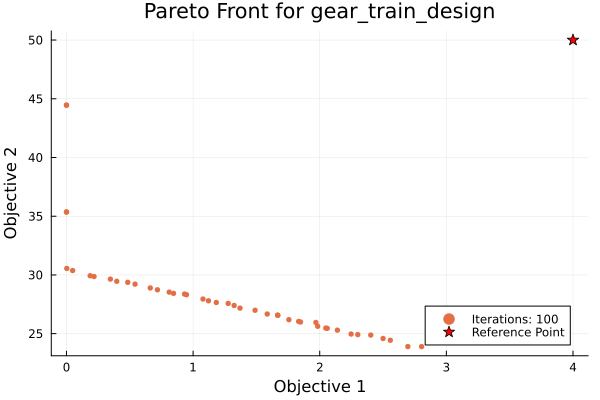 Pareto Front for gear_train_design
Objective 2
50
45
40
35
30
25
Iterations: 100
Reference Point
0
1
2
3
4
Objective 1